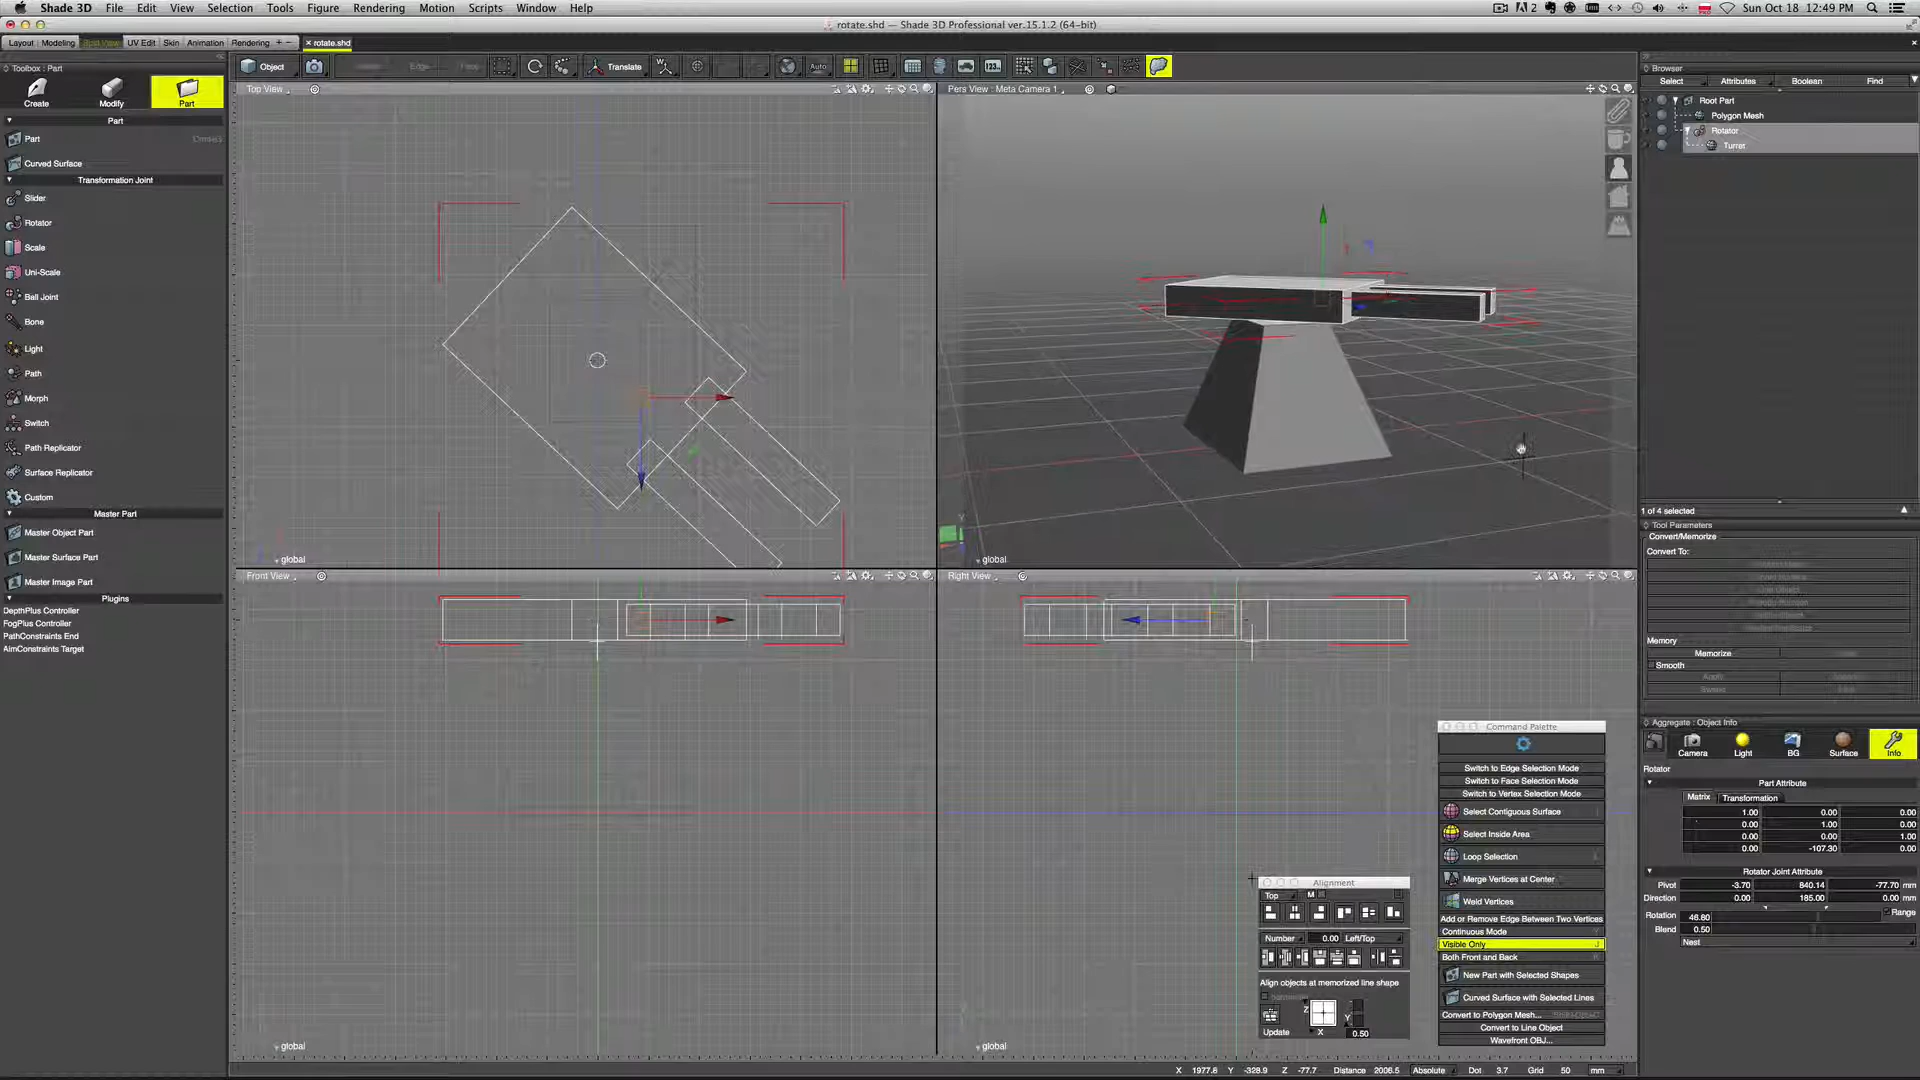 Shade 3D File Edit View Selection Tools Figure Rendering Motion Scripts Window Help
2 Sun Oct 18 12:49 PM
rotate.shd — Shade 3D Professional ver.15.1.2 (64-bit)
Layout Modeling UV Edit Skin Animation Rendering + −
× rotate.shd
Toolbox: Part
Create Modify Part
Part
Part
Curved Surface
Transformation Joint
Slider
Rotator
Scale
Uni-Scale
Ball Joint
Bone
Light
Path
Morph
Switch
Path Replicator
Surface Replicator
Custom
Master Part
Master Object Part
Master Surface Part
Master Image Part
Plugins
DepthPlus Controller
FogPlus Controller
PathConstraints End
AimConstraints Target
Object Translate Auto 123..
Top View
global
Pers View : Meta Camera 1
global
Front View
global
Right View
global
Browser
Select Attributes Boolean Find
Root Part
Polygon Mesh
Rotator
Turret
1 of 4 selected
Tool Parameters
Convert/Memorize
Convert To:
Memory
Memorize
Smooth
Aggregate : Object Info
Camera Light BG Surface Info
Rotator
Part Attribute
Matrix Transformation
1.00 0.00 0.00
0.00 1.00 0.00
0.00 0.00 1.00
0.00 -107.30 0.00
Rotator Joint Attribute
Pivot -3.70 840.14 -77.70 mm
Direction 0.00 185.00 0.00 mm
Rotation 46.80 Range
Blend 0.50
Nest
Command Palette
Switch to Edge Selection Mode
Switch to Face Selection Mode
Switch to Vertex Selection Mode
Select Contiguous Surface
Select Inside Area
Loop Selection
Merge Vertices at Center
Weld Vertices
Add or Remove Edge Between Two Vertices
Continuous Mode
Visible Only J
Both Front and Back
New Part with Selected Shapes
Curved Surface with Selected Lines
Convert to Polygon Mesh...
Convert to Line Object
Wavefront OBJ...
Alignment
Top M
Number 0.00 Left/Top
Align objects at memorized line shape
Z Y
Update X 0.50
X 1977.6 Y -328.9 Z -77.7 Distance 2006.5 Absolute Dot 3.7 Grid 50 mm